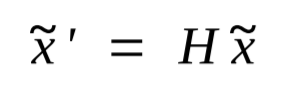 x̃ ′ = H x̃